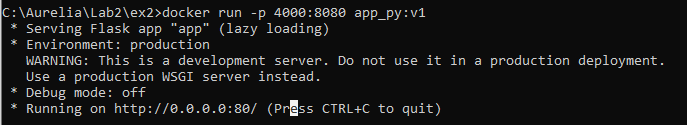 C:\Aurelia\Lab2\ex2>docker run -p 4000:8080 app_py:v1
 * Serving Flask app "app" (lazy loading)
 * Environment: production
   WARNING: This is a development server. Do not use it in a production deployment.
   Use a production WSGI server instead.
 * Debug mode: off
 * Running on http://0.0.0.0:80/ (Press CTRL+C to quit)